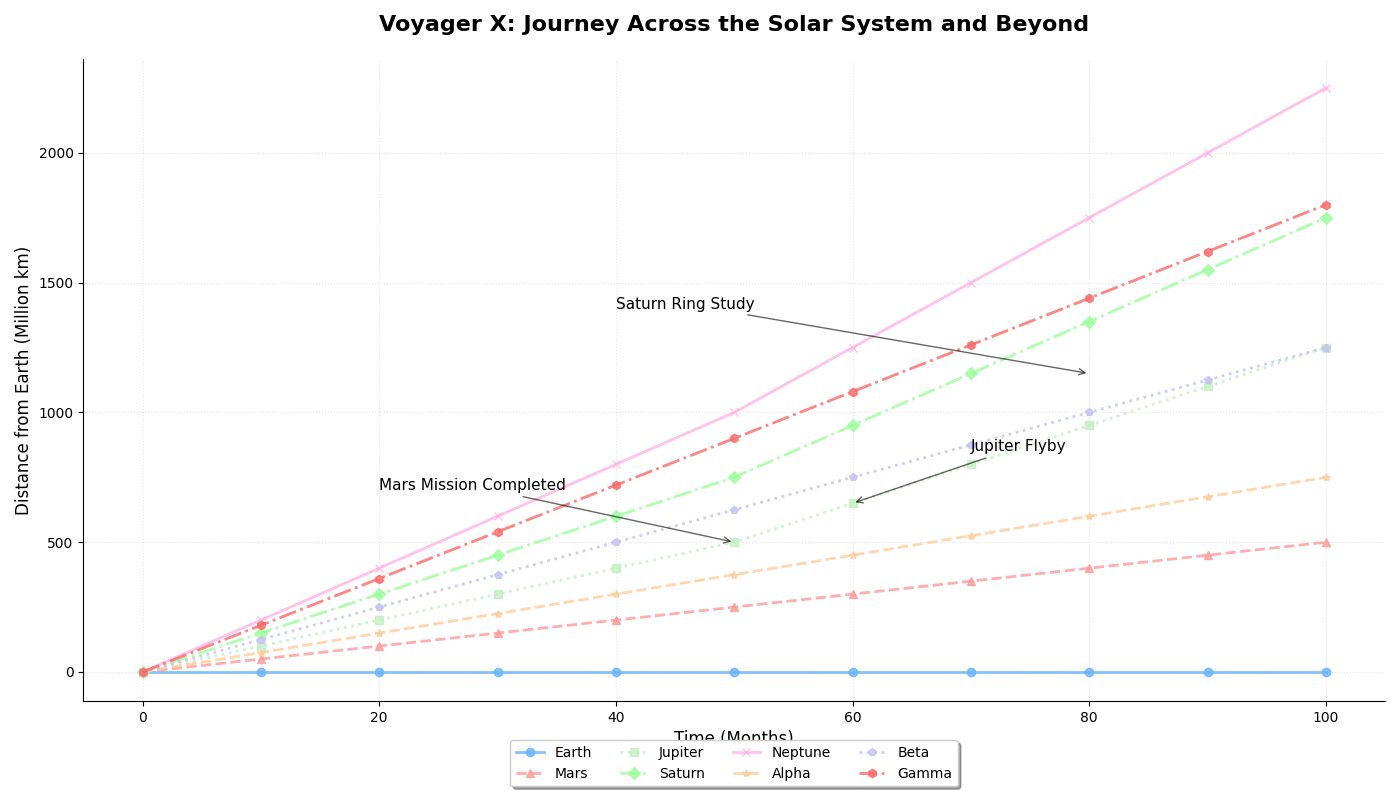 Voyager X: Journey Across the Solar System and Beyond
Distance from Earth (Million km)
2000
1500
1000
500
0
Saturn Ring Study
Jupiter Flyby
Mars Mission Completed
0 20 40 60 80 100
Time (Months)
Earth Jupiter Neptune Beta
Mars Saturn Alpha Gamma